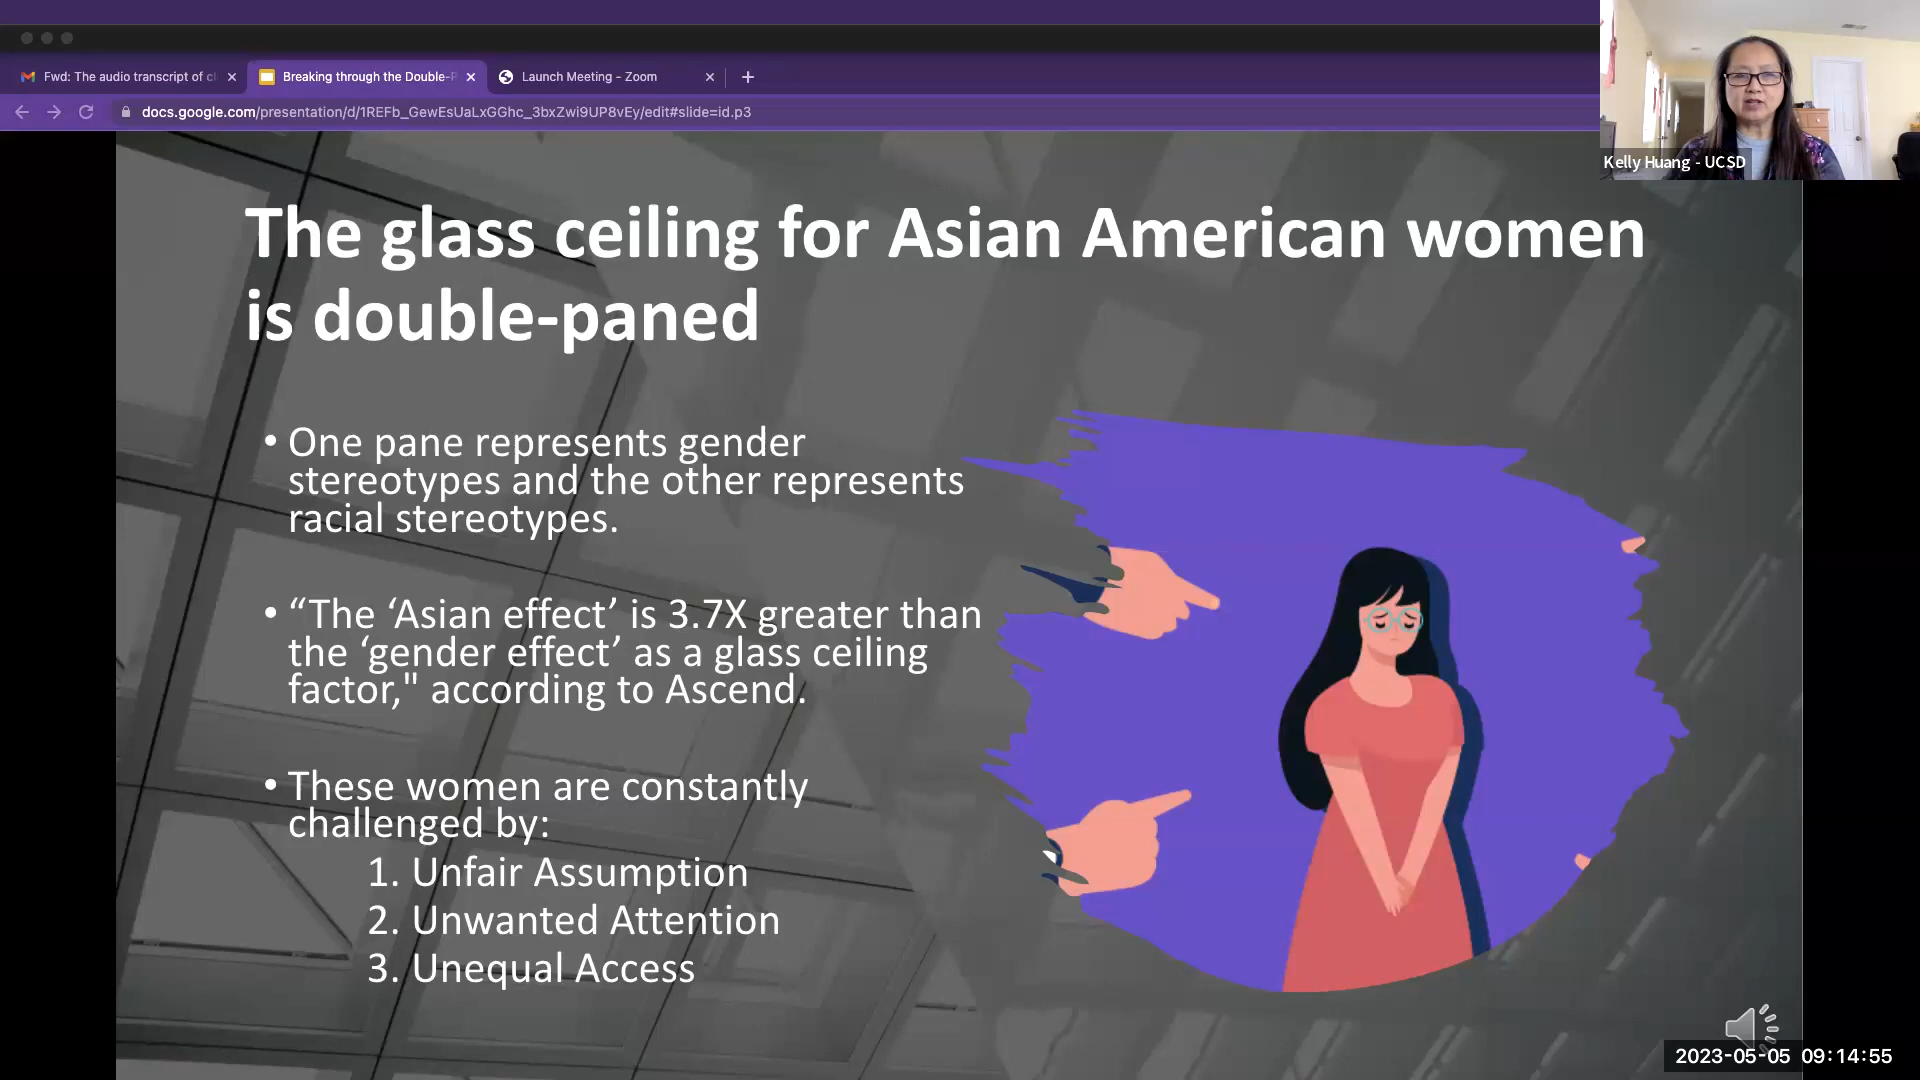 Fwd: The audio transcript of cl
Breaking through the Double-P
Launch Meeting - Zoom
docs.google.com/presentation/d/1REFb_GewEsUaLxGGhc_3bxZwi9UP8vEy/edit#slide=id.p3
Kelly Huang - UCSD
The glass ceiling for Asian American women
is double-paned
• One pane represents gender
stereotypes and the other represents
racial stereotypes.
• “The ‘Asian effect’ is 3.7X greater than
the ‘gender effect’ as a glass ceiling
factor," according to Ascend.
• These women are constantly
challenged by:
1. Unfair Assumption
2. Unwanted Attention
3. Unequal Access
2023-05-05 09:14:55